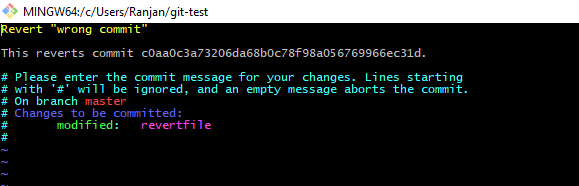 MINGW64:/c/Users/Ranjan/git-test
Revert "wrong commit"
This reverts commit c0aa0c3a73206da68b0c78f98a056769966ec31d.
# Please enter the commit message for your changes. Lines starting
# with '#' will be ignored, and an empty message aborts the commit.
# On branch master
# Changes to be committed:
#       modified:   revertfile
#
~
~
~
~